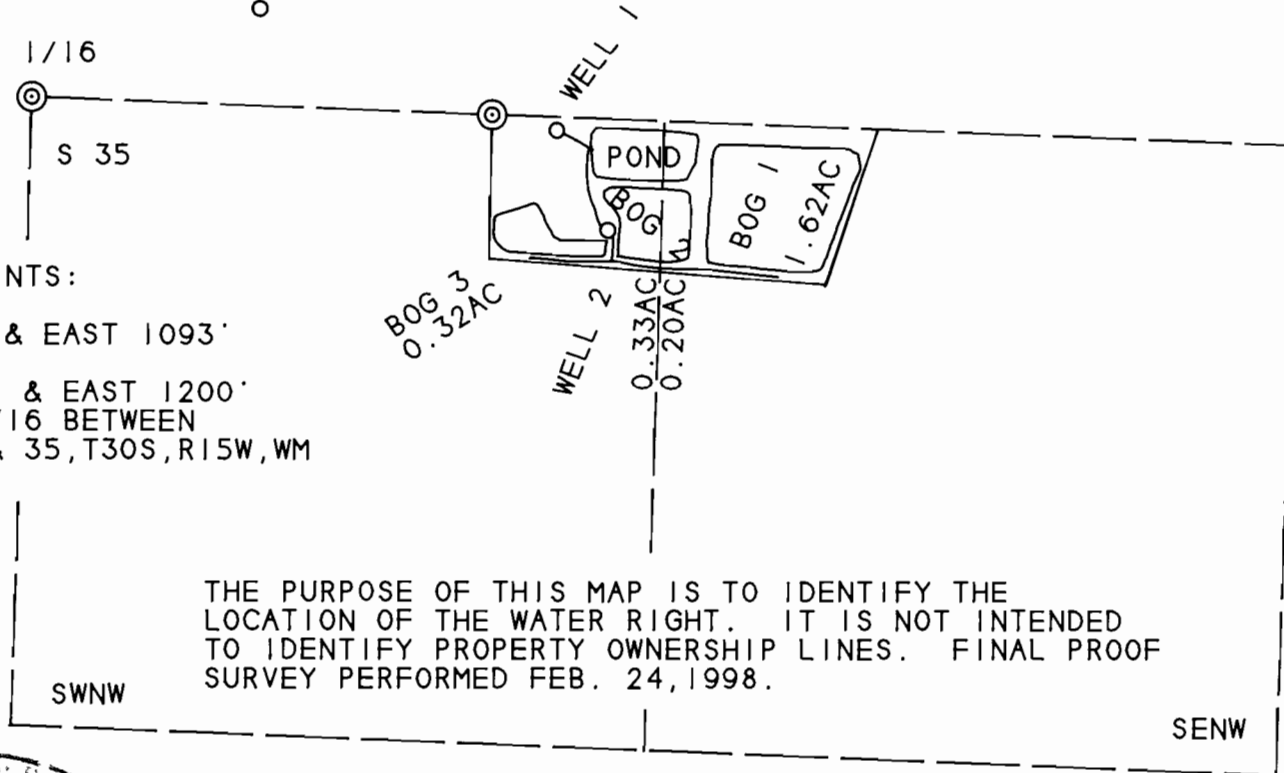 1/16
WELL 1
S 35
POND
BOG 2
BOG 1
1.62AC
NTS:
BOG 3
0.32AC
WELL 2
0.33AC
0.20AC
& EAST 1093'
& EAST 1200'
/16 BETWEEN
& 35,T30S,R15W,WM
THE PURPOSE OF THIS MAP IS TO IDENTIFY THE
LOCATION OF THE WATER RIGHT. IT IS NOT INTENDED
TO IDENTIFY PROPERTY OWNERSHIP LINES. FINAL PROOF
SURVEY PERFORMED FEB. 24,1998.
SWNW
SENW